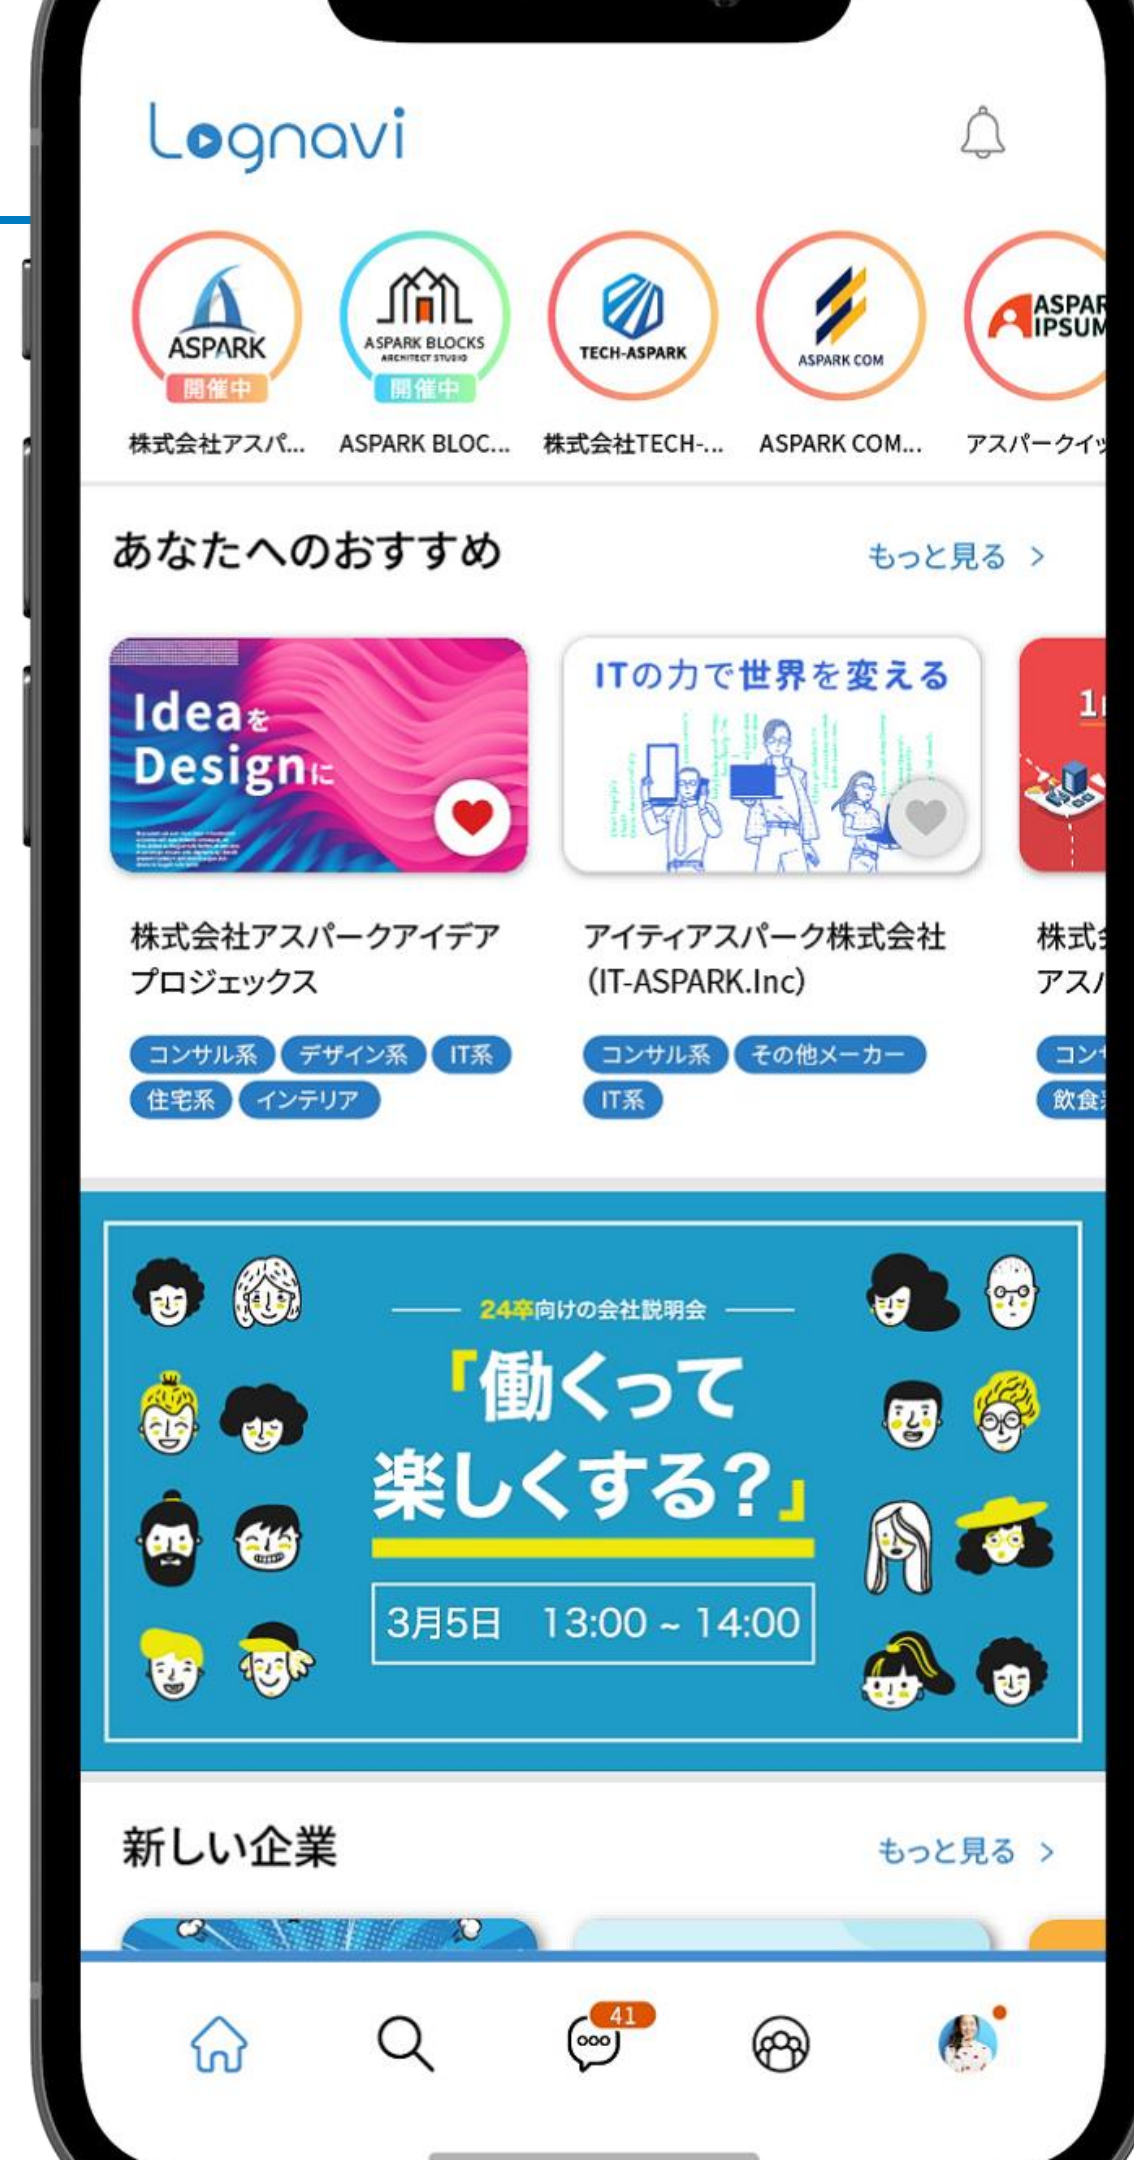 Lognavi
ASPARK
開催中
株式会社アスパ...
ASPARK BLOCKS
ARCHITECT STUDIO
開催中
ASPARK BLOC...
TECH-ASPARK
株式会社TECH-...
ASPARK COM
ASPARK COM...
ASPAR
IPSUM
アスパークイッ
あなたへのおすすめ
もっと見る >
Ideaを
Designに
株式会社アスパークアイデア
プロジェックス
コンサル系 デザイン系 IT系
住宅系 インテリア
ITの力で世界を変える
アイティアスパーク株式会社
(IT-ASPARK.Inc)
コンサル系 その他メーカー
IT系
1
株式
アスパ
コン
飲食
24卒向けの会社説明会
「働くって
楽しくする?」
3月5日 13:00 ~ 14:00
新しい企業
もっと見る >
41